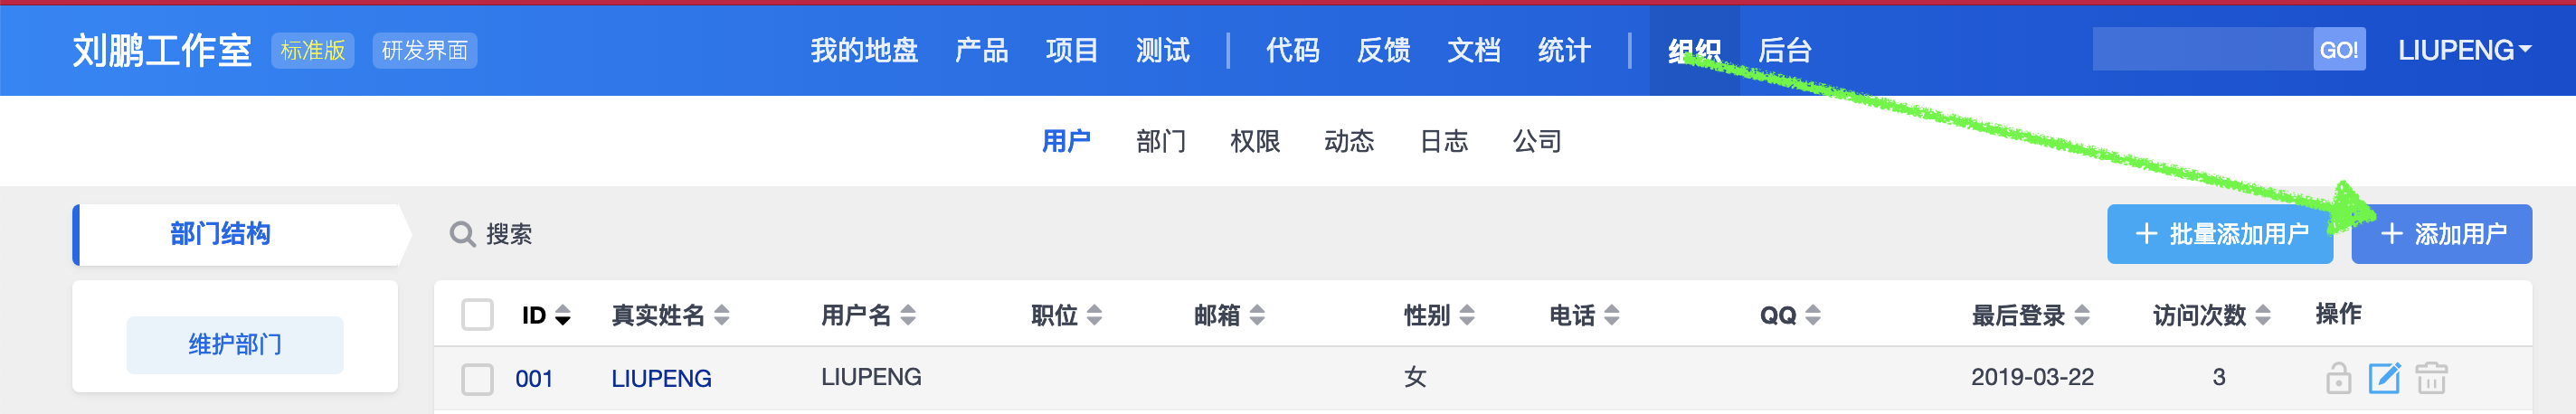 刘鹏工作室 标准版 研发界面 我的地盘 产品 项目 测试 代码 反馈 文档 统计 组织 后台 GO! LIUPENG
用户 部门 权限 动态 日志 公司
部门结构 搜索 批量添加用户 添加用户
ID 真实姓名 用户名 职位 邮箱 性别 电话 QQ 最后登录 访问次数 操作
维护部门
001 LIUPENG LIUPENG 女 2019-03-22 3